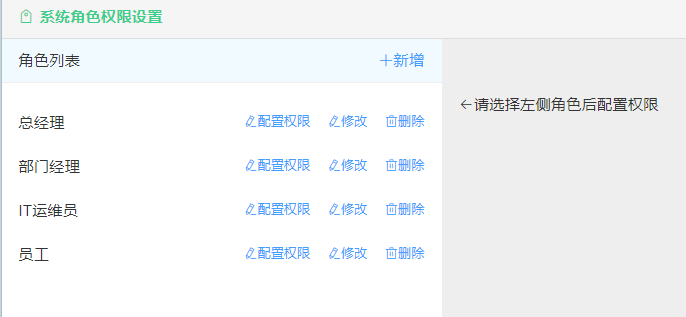 系统角色权限设置
角色列表 +新增
←请选择左侧角色后配置权限
总经理 配置权限 修改 删除
部门经理 配置权限 修改 删除
IT运维员 配置权限 修改 删除
员工 配置权限 修改 删除